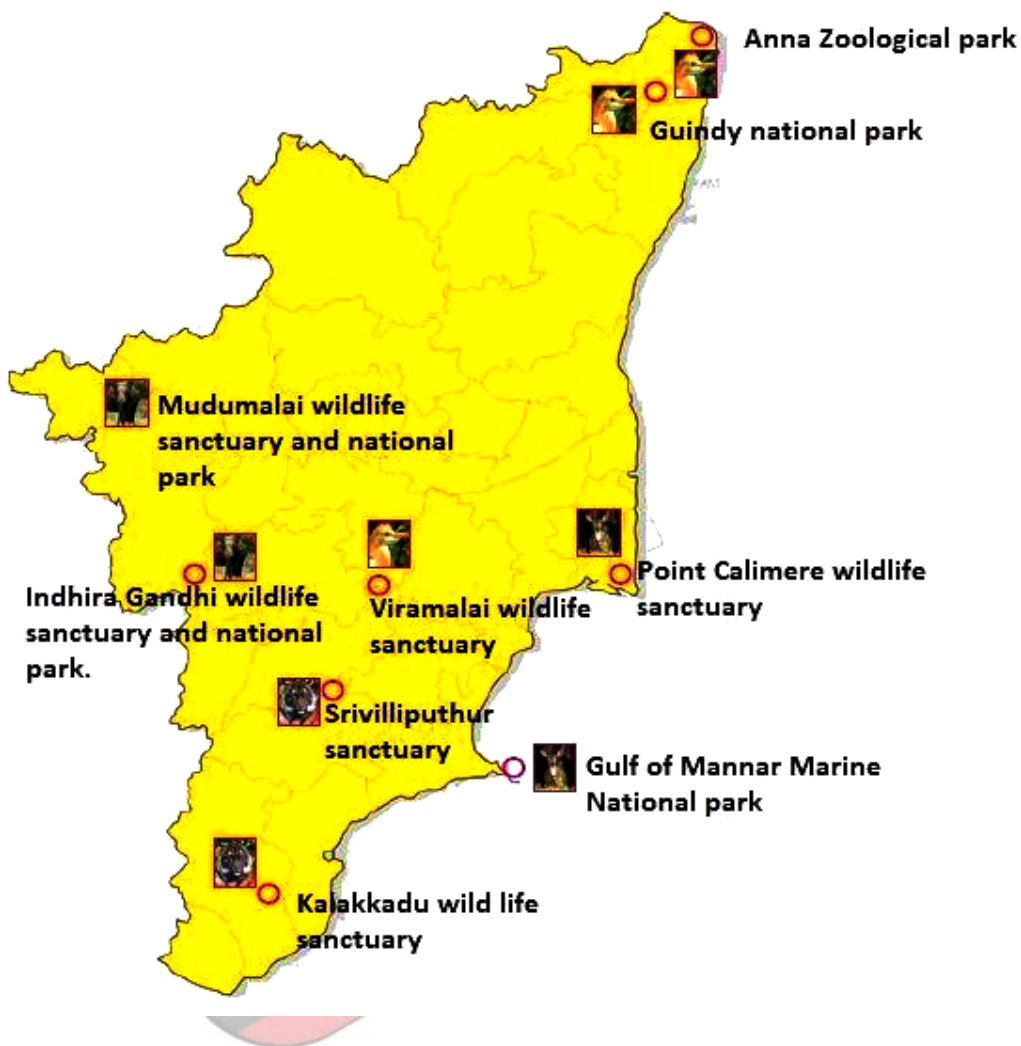 Anna Zoological park
Guindy national park
Mudumalai wildlife
sanctuary and national
park
Indhira Gandhi wildlife
sanctuary and national
park.
Viramalai wildlife
sanctuary
Point Calimere wildlife
sanctuary
Srivilliputhur
sanctuary
Gulf of Mannar Marine
National park
Kalakkadu wild life
sanctuary